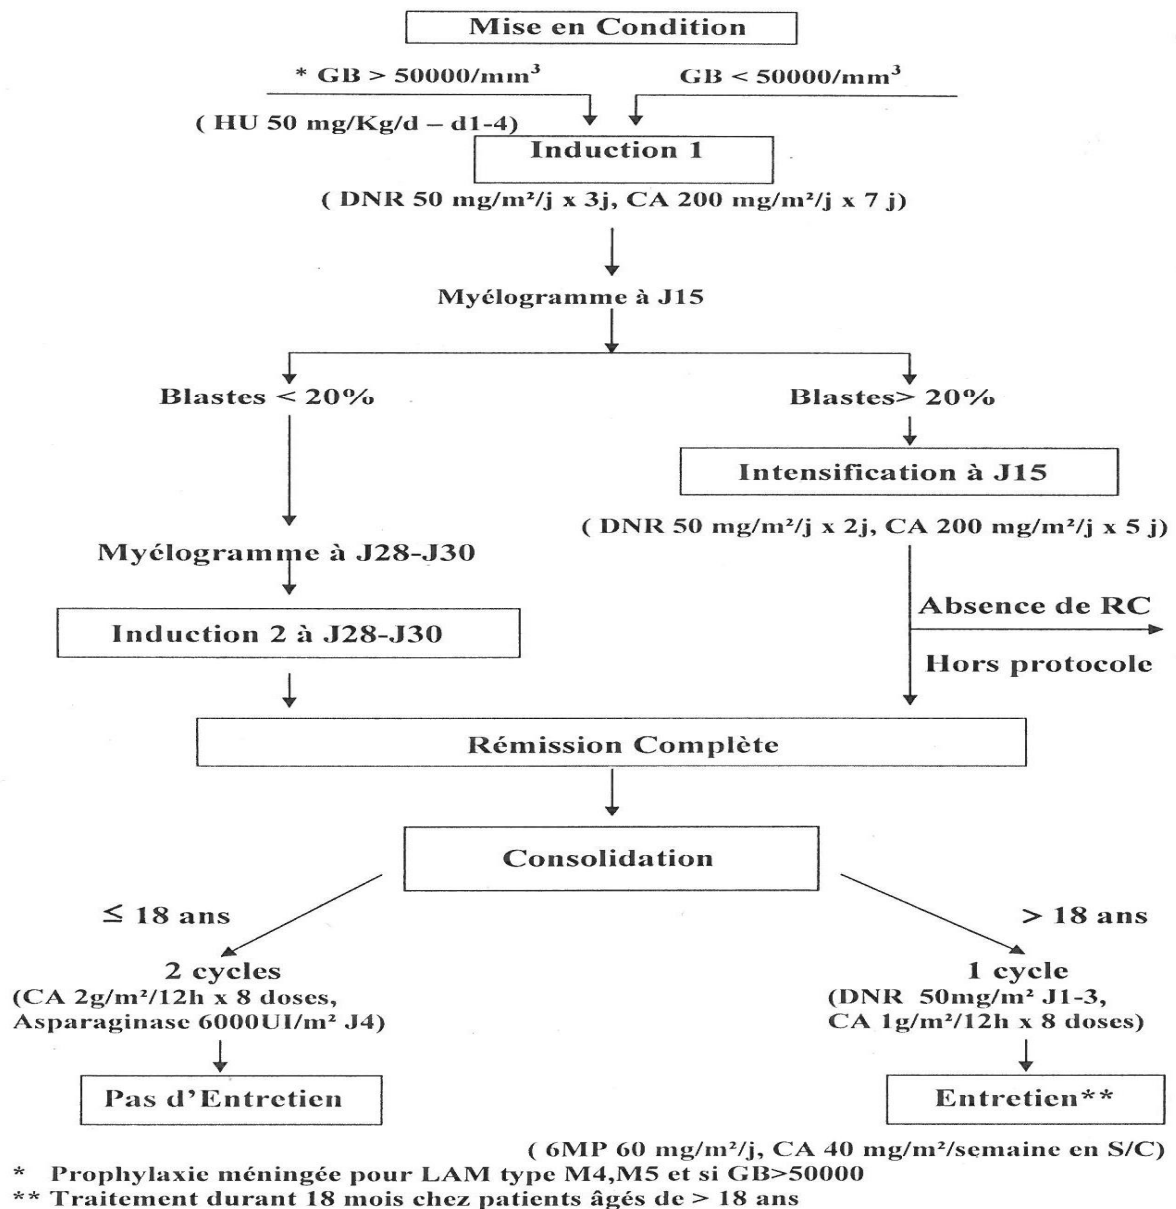 Mise en Condition
* GB > 50000/mm³
GB < 50000/mm³
( HU 50 mg/Kg/d – d1-4)
Induction 1
( DNR 50 mg/m²/j x 3j, CA 200 mg/m²/j x 7 j)
Myélogramme à J15
Blastes < 20%
Blastes> 20%
Intensification à J15
( DNR 50 mg/m²/j x 2j, CA 200 mg/m²/j x 5 j)
Myélogramme à J28-J30
Absence de RC
Induction 2 à J28-J30
Hors protocole
Rémission Complète
Consolidation
≤ 18 ans
> 18 ans
2 cycles
(CA 2g/m²/12h x 8 doses,
Asparaginase 6000UI/m² J4)
1 cycle
(DNR 50mg/m² J1-3,
CA 1g/m²/12h x 8 doses)
Pas d'Entretien
Entretien**
( 6MP 60 mg/m²/j, CA 40 mg/m²/semaine en S/C)
* Prophylaxie méningée pour LAM type M4,M5 et si GB>50000
** Traitement durant 18 mois chez patients âgés de > 18 ans